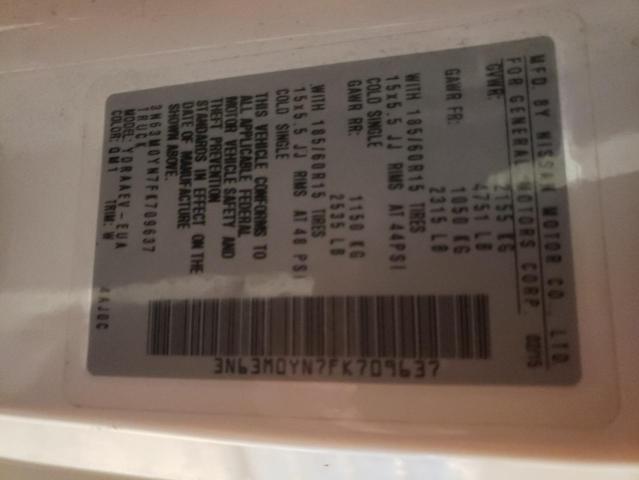 MFD BY NISSAN MOTOR CO., LTD
FOR GENERAL MOTORS CORP. 02/15
GVWR: 2155 KG
4751 LB
GAWR FR: 1050 KG
2315 LB
WITH 185/60R15 TIRES
15x5.5 JJ RIMS AT 44PSI
COLD SINGLE
GAWR RR: 1150 KG
2535 LB
WITH 185/60R15 TIRES
15x5.5 JJ RIMS AT 48 PSI
COLD SINGLE
THIS VEHICLE CONFORMS TO
ALL APPLICABLE FEDERAL
MOTOR VEHICLE SAFETY AND
THEFT PREVENTION
STANDARDS IN EFFECT ON THE
DATE OF MANUFACTURE
SHOWN ABOVE.
3N63M0YN7FK709637
TRUCK
MODEL: YDRAAEV-EUA
COLOR: QM1 TRIM: W 4AJ0C
3N63M0YN7FK709637